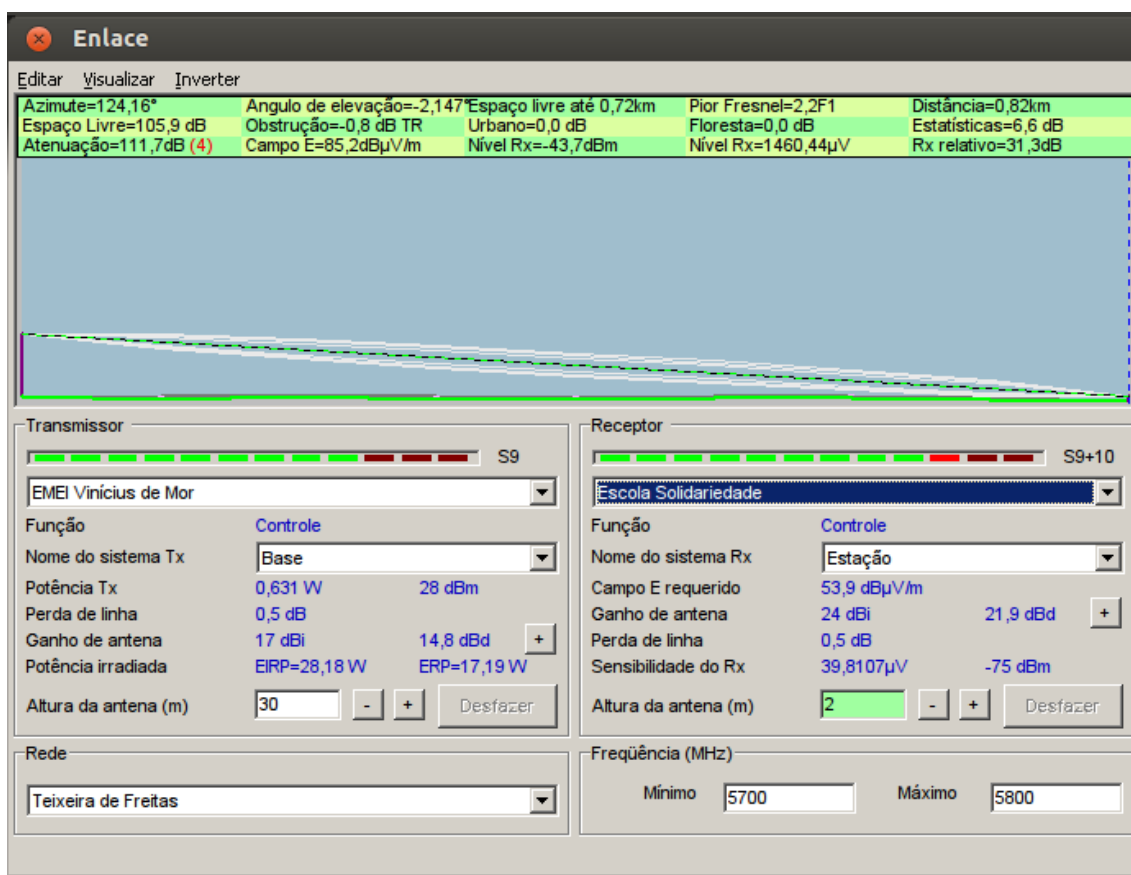 Enlace
Editar Visualizar Inverter
Azimute=124,16° Angulo de elevação=-2,147° Espaço livre até 0,72km Pior Fresnel=2,2F1 Distância=0,82km
Espaço Livre=105,9 dB Obstrução=-0,8 dB TR Urbano=0,0 dB Floresta=0,0 dB Estatísticas=6,6 dB
Atenuação=111,7dB (4) Campo E=85,2dBµV/m Nível Rx=-43,7dBm Nível Rx=1460,44µV Rx relativo=31,3dB
Transmissor
S9
EMEI Vinícius de Mor
Função Controle
Nome do sistema Tx Base
Potência Tx 0,631 W 28 dBm
Perda de linha 0,5 dB
Ganho de antena 17 dBi 14,8 dBd +
Potência irradiada EIRP=28,18 W ERP=17,19 W
Altura da antena (m) 30 - + Desfazer
Receptor
S9+10
Escola Solidariedade
Função Controle
Nome do sistema Rx Estação
Campo E requerido 53,9 dBµV/m
Ganho de antena 24 dBi 21,9 dBd +
Perda de linha 0,5 dB
Sensibilidade do Rx 39,8107µV -75 dBm
Altura da antena (m) 2 - + Desfazer
Rede
Teixeira de Freitas
Freqüência (MHz)
Mínimo 5700 Máximo 5800